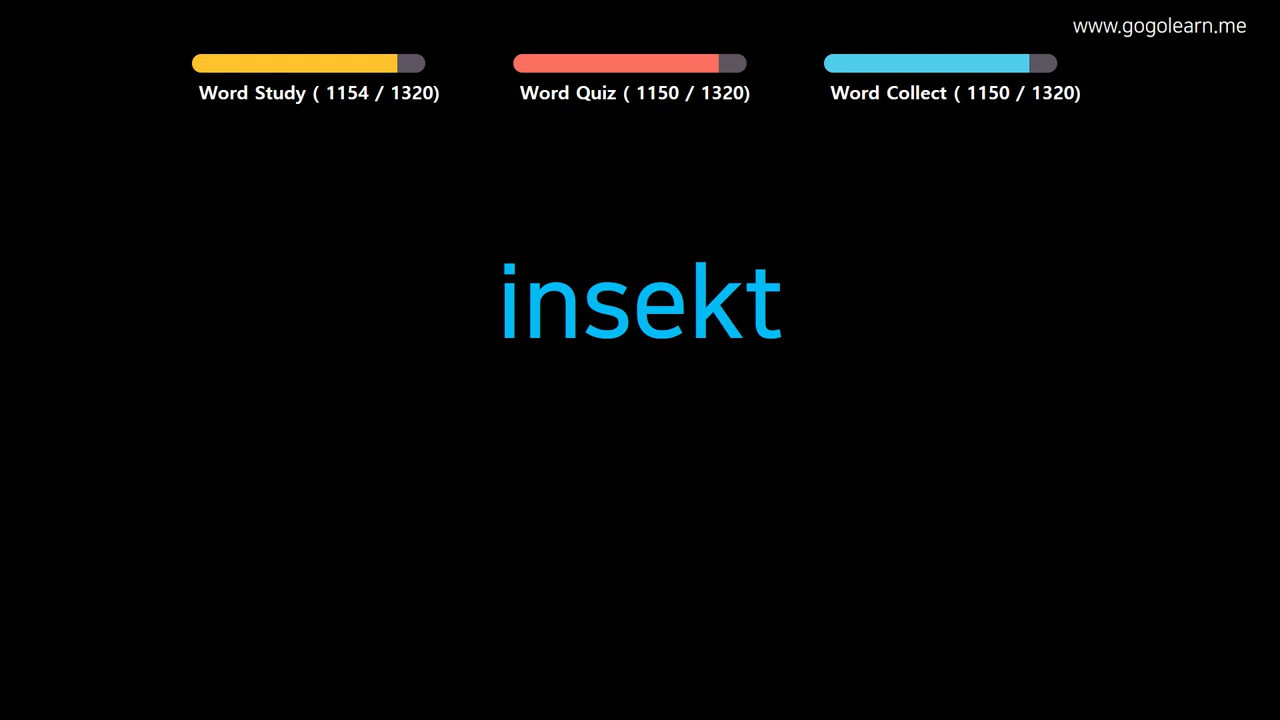 www.gogolearn.me
Word Study ( 1154 / 1320)
Word Quiz ( 1150 / 1320)
Word Collect ( 1150 / 1320)
insekt